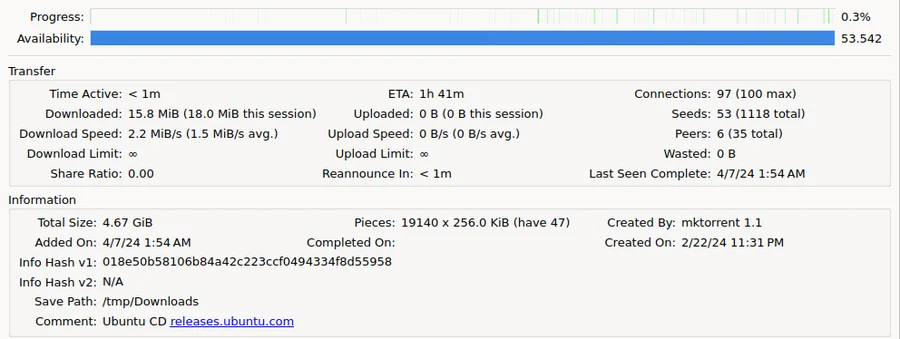 Progress: 0.3%
Availability: 53.542
Transfer
Time Active: < 1m ETA: 1h 41m Connections: 97 (100 max)
Downloaded: 15.8 MiB (18.0 MiB this session) Uploaded: 0 B (0 B this session) Seeds: 53 (1118 total)
Download Speed: 2.2 MiB/s (1.5 MiB/s avg.) Upload Speed: 0 B/s (0 B/s avg.) Peers: 6 (35 total)
Download Limit: ∞ Upload Limit: ∞ Wasted: 0 B
Share Ratio: 0.00 Reannounce In: < 1m Last Seen Complete: 4/7/24 1:54 AM
Information
Total Size: 4.67 GiB Pieces: 19140 x 256.0 KiB (have 47) Created By: mktorrent 1.1
Added On: 4/7/24 1:54 AM Completed On: Created On: 2/22/24 11:31 PM
Info Hash v1: 018e50b58106b84a42c223ccf0494334f8d55958
Info Hash v2: N/A
Save Path: /tmp/Downloads
Comment: Ubuntu CD releases.ubuntu.com